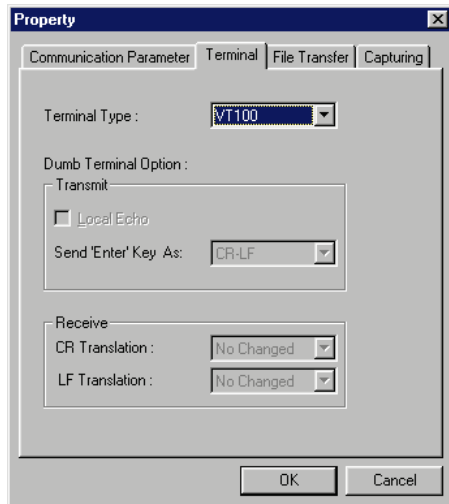 Property
Communication Parameter Terminal File Transfer Capturing
Terminal Type : VT100
Dumb Terminal Option :
Transmit
Local Echo
Send 'Enter' Key As: CR-LF
Receive
CR Translation : No Changed
LF Translation : No Changed
OK Cancel